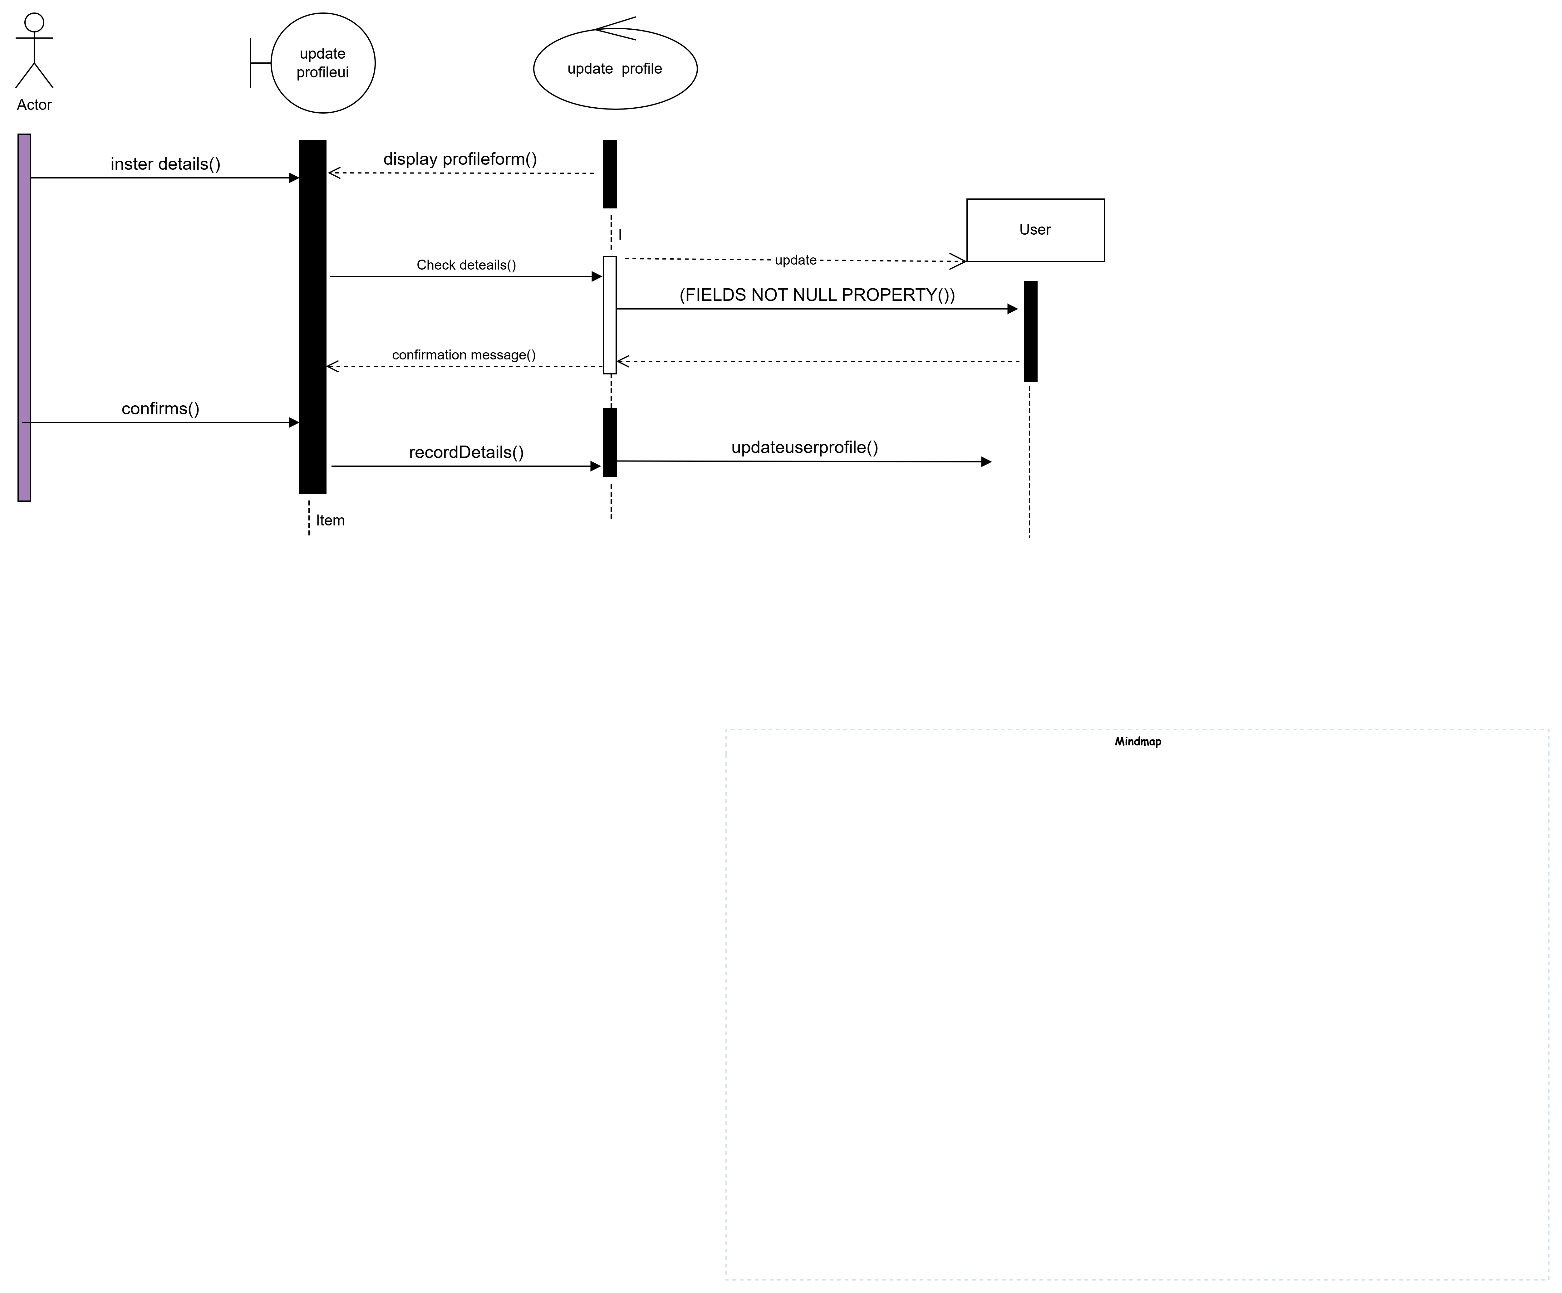 update
profileui
update  profile
Actor
inster details()
display profileform()
User
I
update
Check deteails()
(FIELDS NOT NULL PROPERTY())
confirmation message()
confirms()
recordDetails()
updateuserprofile()
Item
Mindmap